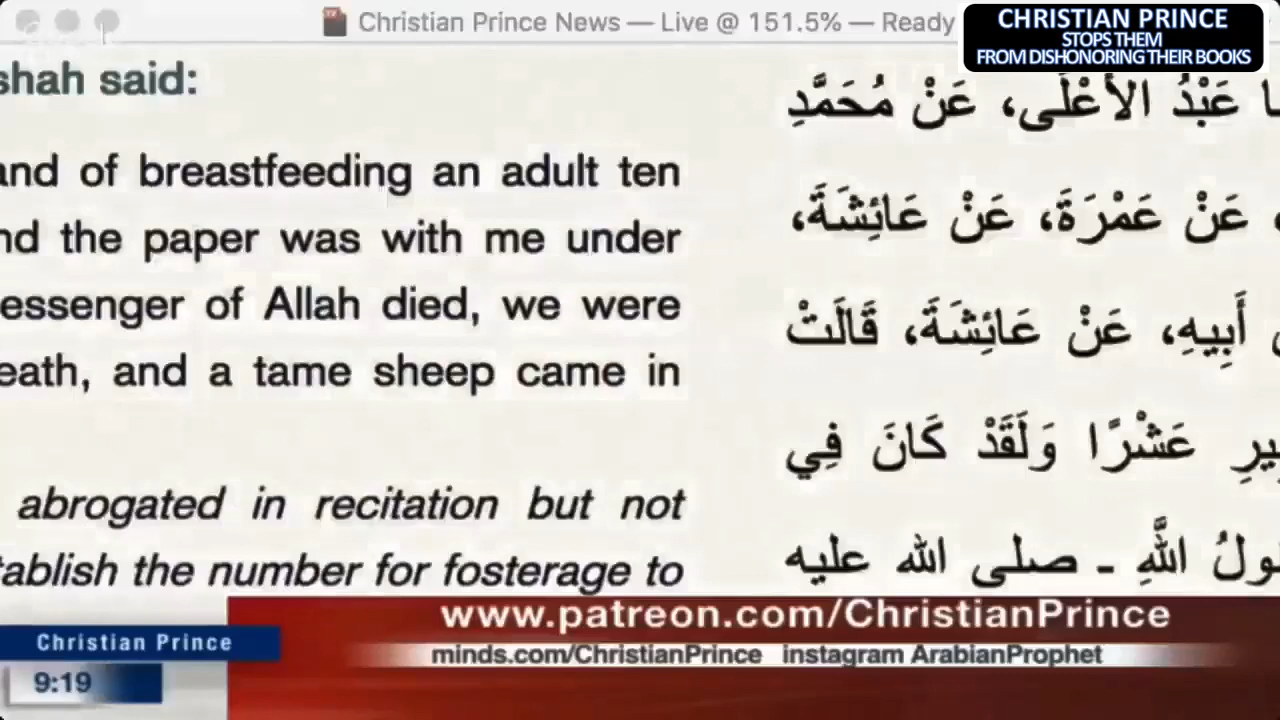 Christian Prince News — Live @ 151.5% — Ready
CHRISTIAN PRINCE
STOPS THEM
FROM DISHONORING THEIR BOOKS
shah said:
and of breastfeeding an adult ten
nd the paper was with me under
essenger of Allah died, we were
eath, and a tame sheep came in
abrogated in recitation but not
tablish the number for fosterage to
عَبْدُ الأَعْلَى، عَنْ مُحَمَّدِ
عَنْ عَمْرَةَ، عَنْ عَائِشَةَ،
أَبِيهِ، عَنْ عَائِشَةَ، قَالَتْ
عَشْرًا وَلَقَدْ كَانَ فِي
اللَّهِ ـ صلى الله عليه
www.patreon.com/ChristianPrince
Christian Prince
minds.com/ChristianPrince instagram ArabianProphet
9:19